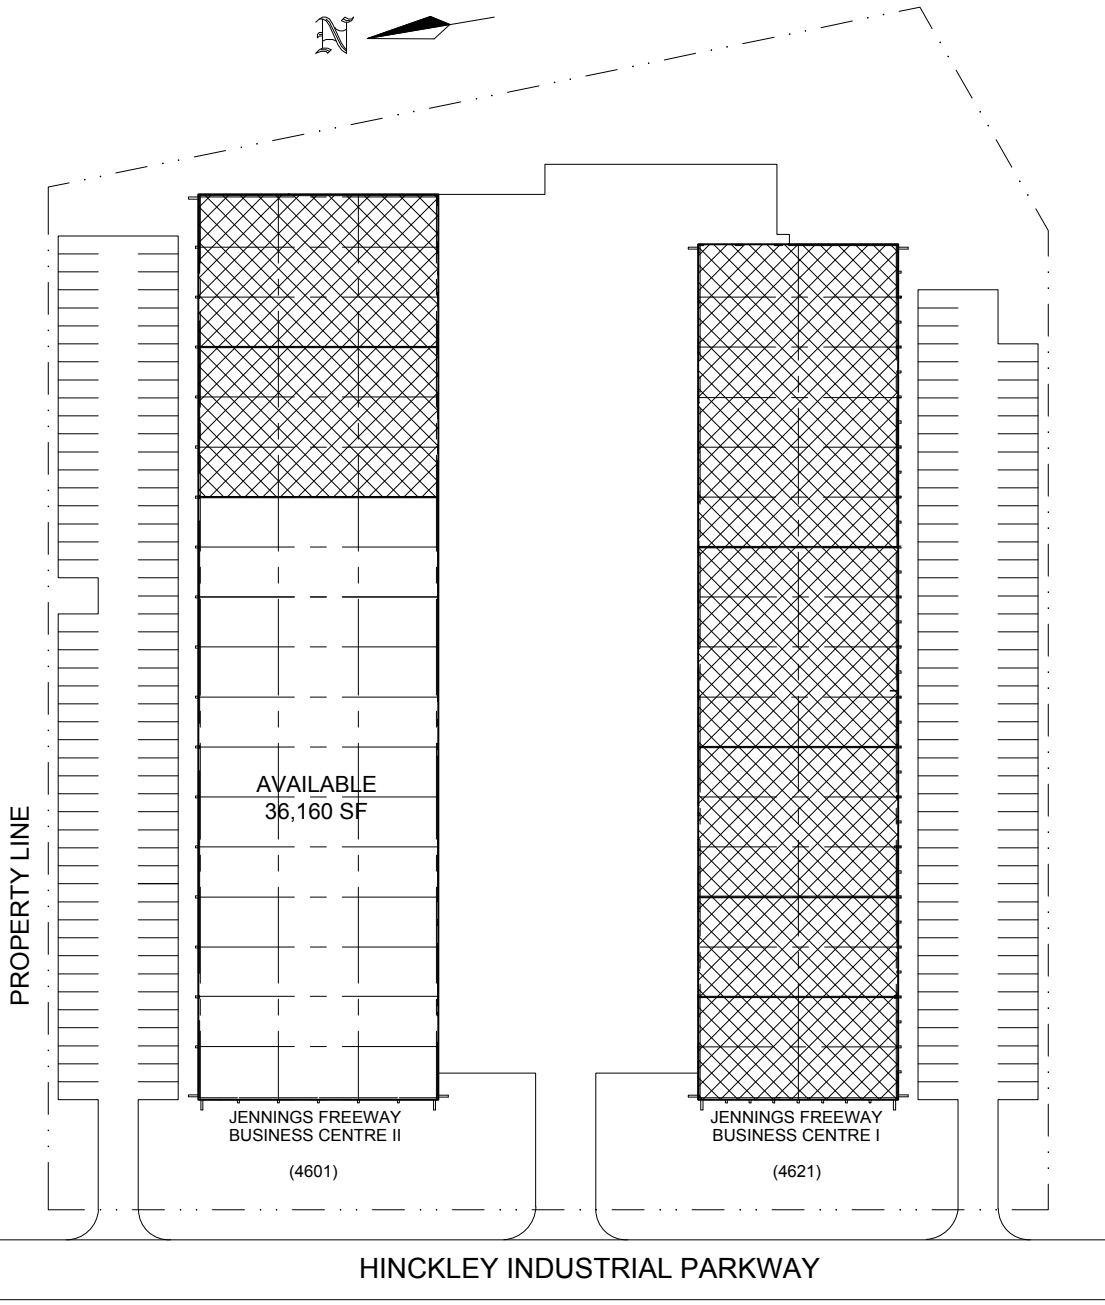 N
AVAILABLE
36,160 SF
PROPERTY LINE
JENNINGS FREEWAY
BUSINESS CENTRE II
(4601)
JENNINGS FREEWAY
BUSINESS CENTRE I
(4621)
HINCKLEY INDUSTRIAL PARKWAY